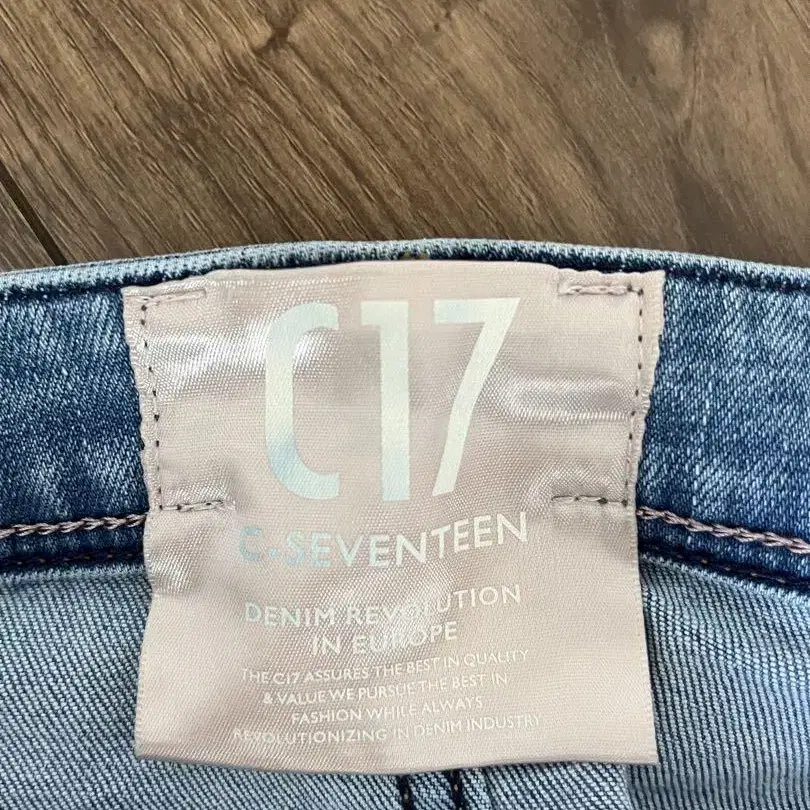 C17
C-SEVENTEEN
DENIM REVOLUTION
IN EUROPE
THE C17 ASSURES THE BEST IN QUALITY
& VALUE WE PURSUE THE BEST IN
FASHION WHILE ALWAYS
REVOLUTIONIZING IN DENIM INDUSTRY